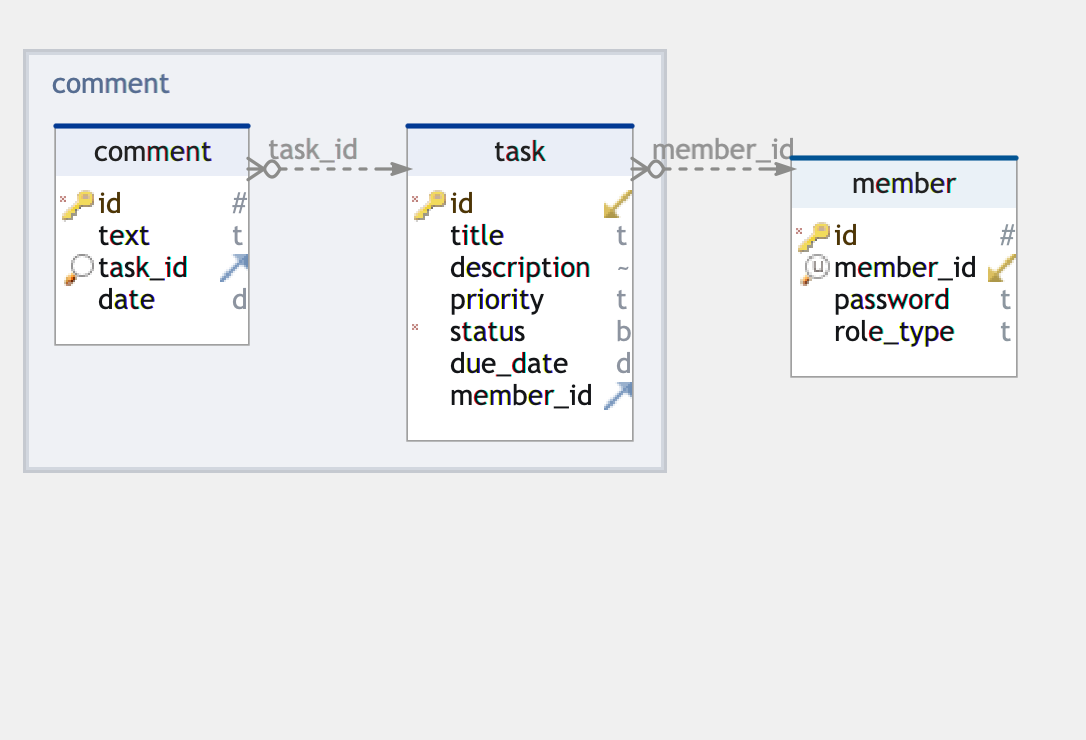 comment
comment
id #
text t
task_id
date d
task_id
task
id
title t
description ~
priority t
status b
due_date d
member_id
member_id
member
id #
u member_id
password t
role_type t